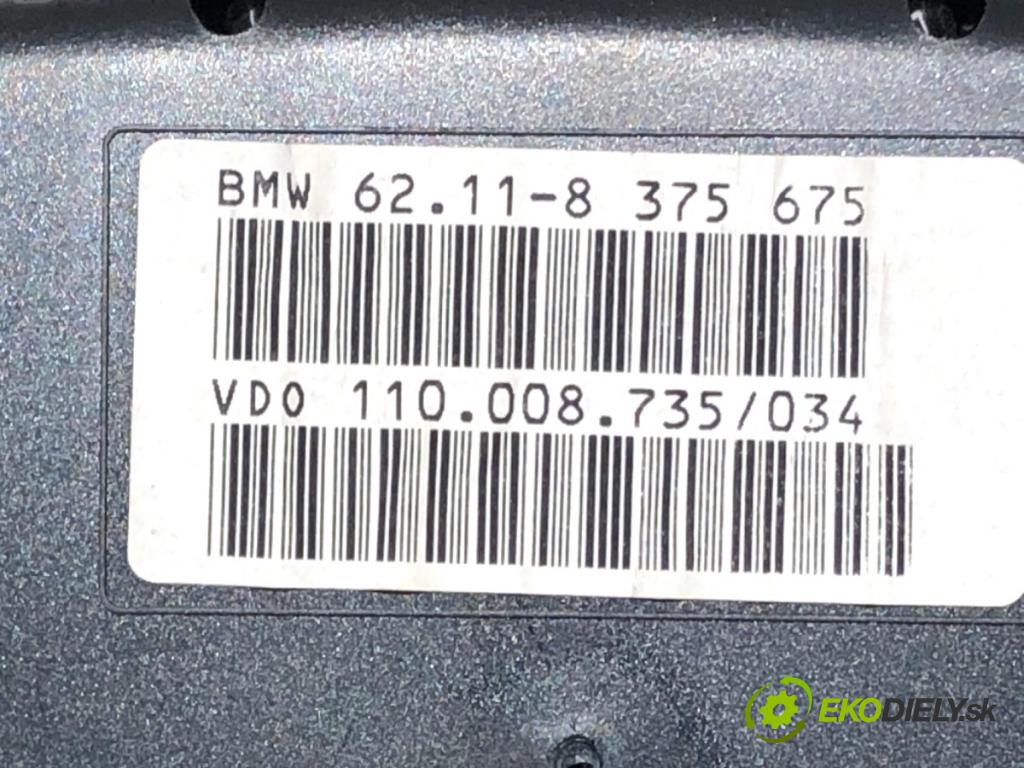 BMW 62.11-8 375 675
VDO 110.008.735/034
EKODIELY.sk